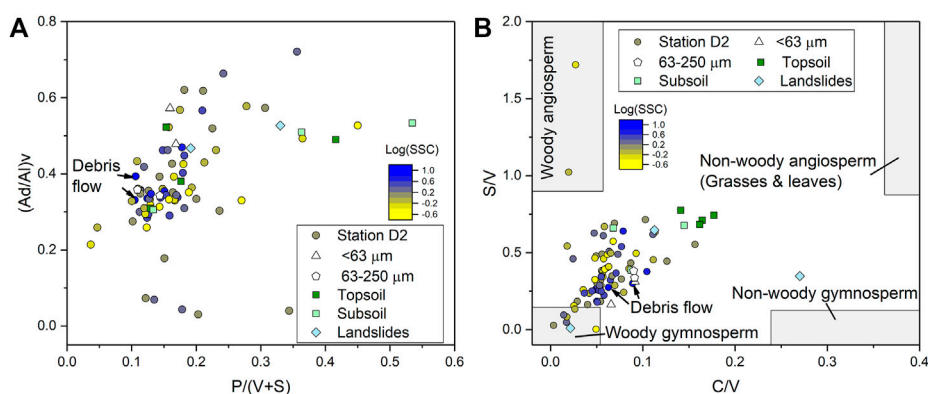 A
0.8
0.6
0.4
0.2
0.0
(Ad/Al)v
Debris
flow
Log(SSC)
1.0
0.6
0.2
-0.2
-0.6
Station D2
<63 μm
63-250 μm
Topsoil
Subsoil
Landslides
0.0 0.1 0.2 0.3 0.4 0.5 0.6
P/(V+S)
B
2.0
1.5
1.0
0.5
0.0
S/V
Woody angiosperm
Station D2 <63 μm
63-250 μm Topsoil
Subsoil Landslides
Log(SSC)
1.0
0.6
0.2
-0.2
-0.6
Non-woody angiosperm
(Grasses & leaves)
Non-woody gymnosperm
Debris flow
Woody gymnosperm
0.0 0.1 0.2 0.3 0.4
C/V